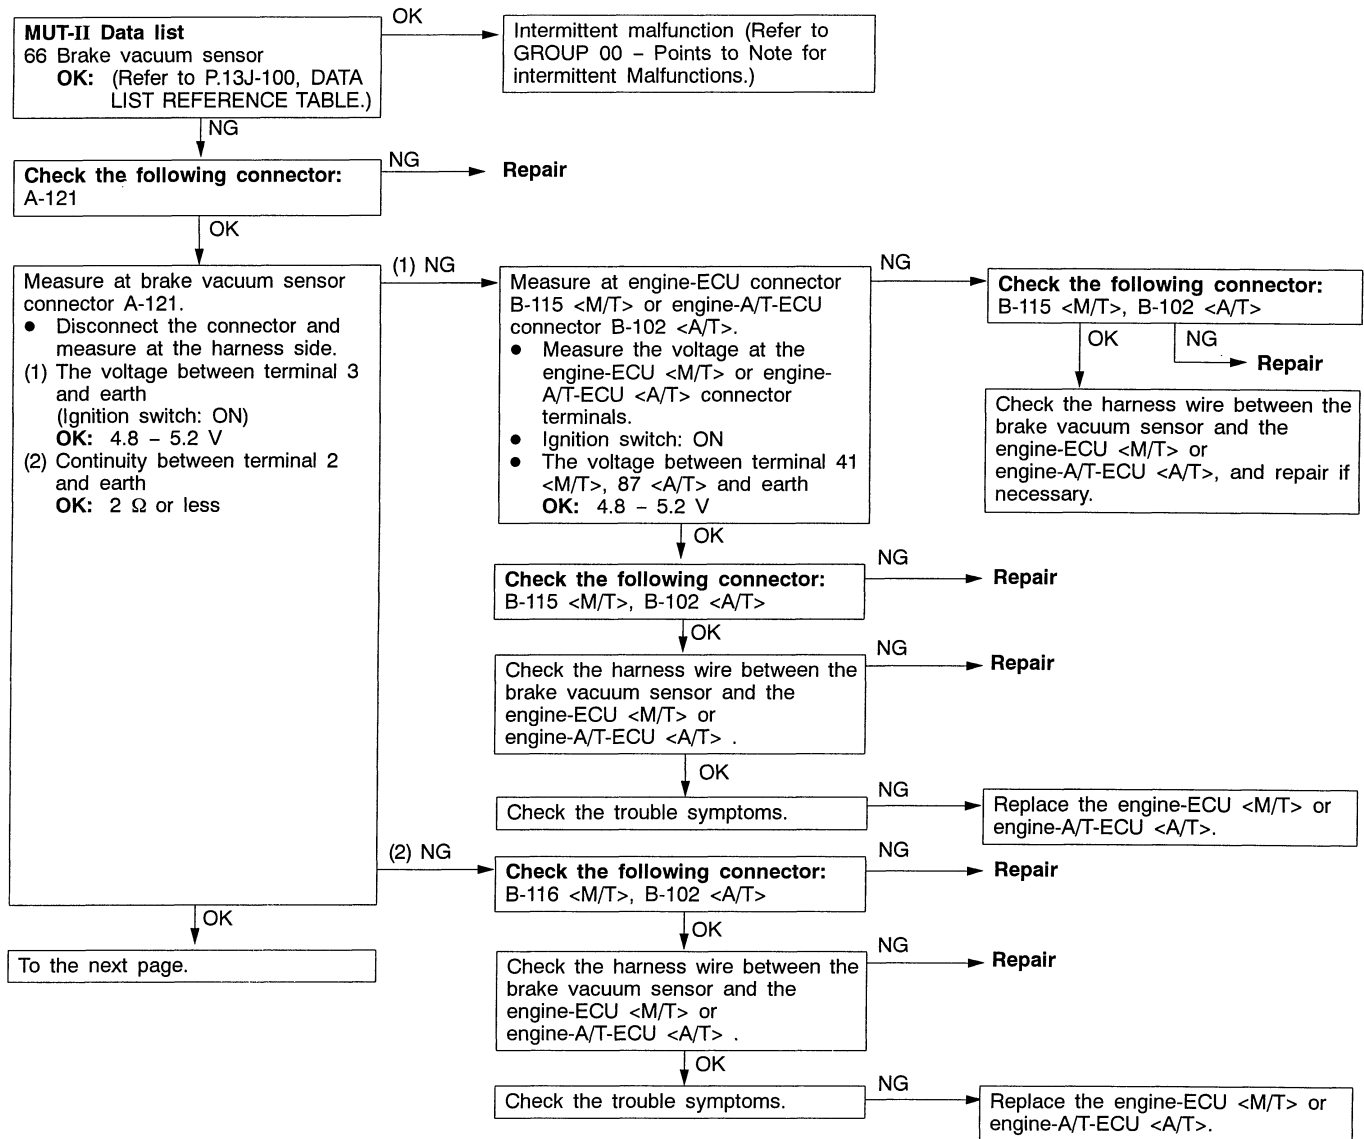 MUT-II Data list
66 Brake vacuum sensor
OK: (Refer to P.13J-100, DATA
LIST REFERENCE TABLE.)
OK
Intermittent malfunction (Refer to
GROUP 00 – Points to Note for
intermittent Malfunctions.)
NG
Check the following connector:
A-121
NG
Repair
OK
Measure at brake vacuum sensor
connector A-121.
● Disconnect the connector and
measure at the harness side.
(1) The voltage between terminal 3
and earth
(Ignition switch: ON)
OK: 4.8 – 5.2 V
(2) Continuity between terminal 2
and earth
OK: 2 Ω or less
(1) NG
Measure at engine-ECU connector
B-115 <M/T> or engine-A/T-ECU
connector B-102 <A/T>.
● Measure the voltage at the
engine-ECU <M/T> or engine-
A/T-ECU <A/T> connector
terminals.
● Ignition switch: ON
● The voltage between terminal 41
<M/T>, 87 <A/T> and earth
OK: 4.8 – 5.2 V
NG
Check the following connector:
B-115 <M/T>, B-102 <A/T>
OK
NG
Repair
Check the harness wire between the
brake vacuum sensor and the
engine-ECU <M/T> or
engine-A/T-ECU <A/T>, and repair if
necessary.
OK
Check the following connector:
B-115 <M/T>, B-102 <A/T>
NG
Repair
OK
Check the harness wire between the
brake vacuum sensor and the
engine-ECU <M/T> or
engine-A/T-ECU <A/T> .
NG
Repair
OK
Check the trouble symptoms.
NG
Replace the engine-ECU <M/T> or
engine-A/T-ECU <A/T>.
(2) NG
Check the following connector:
B-116 <M/T>, B-102 <A/T>
NG
Repair
OK
Check the harness wire between the
brake vacuum sensor and the
engine-ECU <M/T> or
engine-A/T-ECU <A/T> .
NG
Repair
OK
Check the trouble symptoms.
NG
Replace the engine-ECU <M/T> or
engine-A/T-ECU <A/T>.
OK
To the next page.